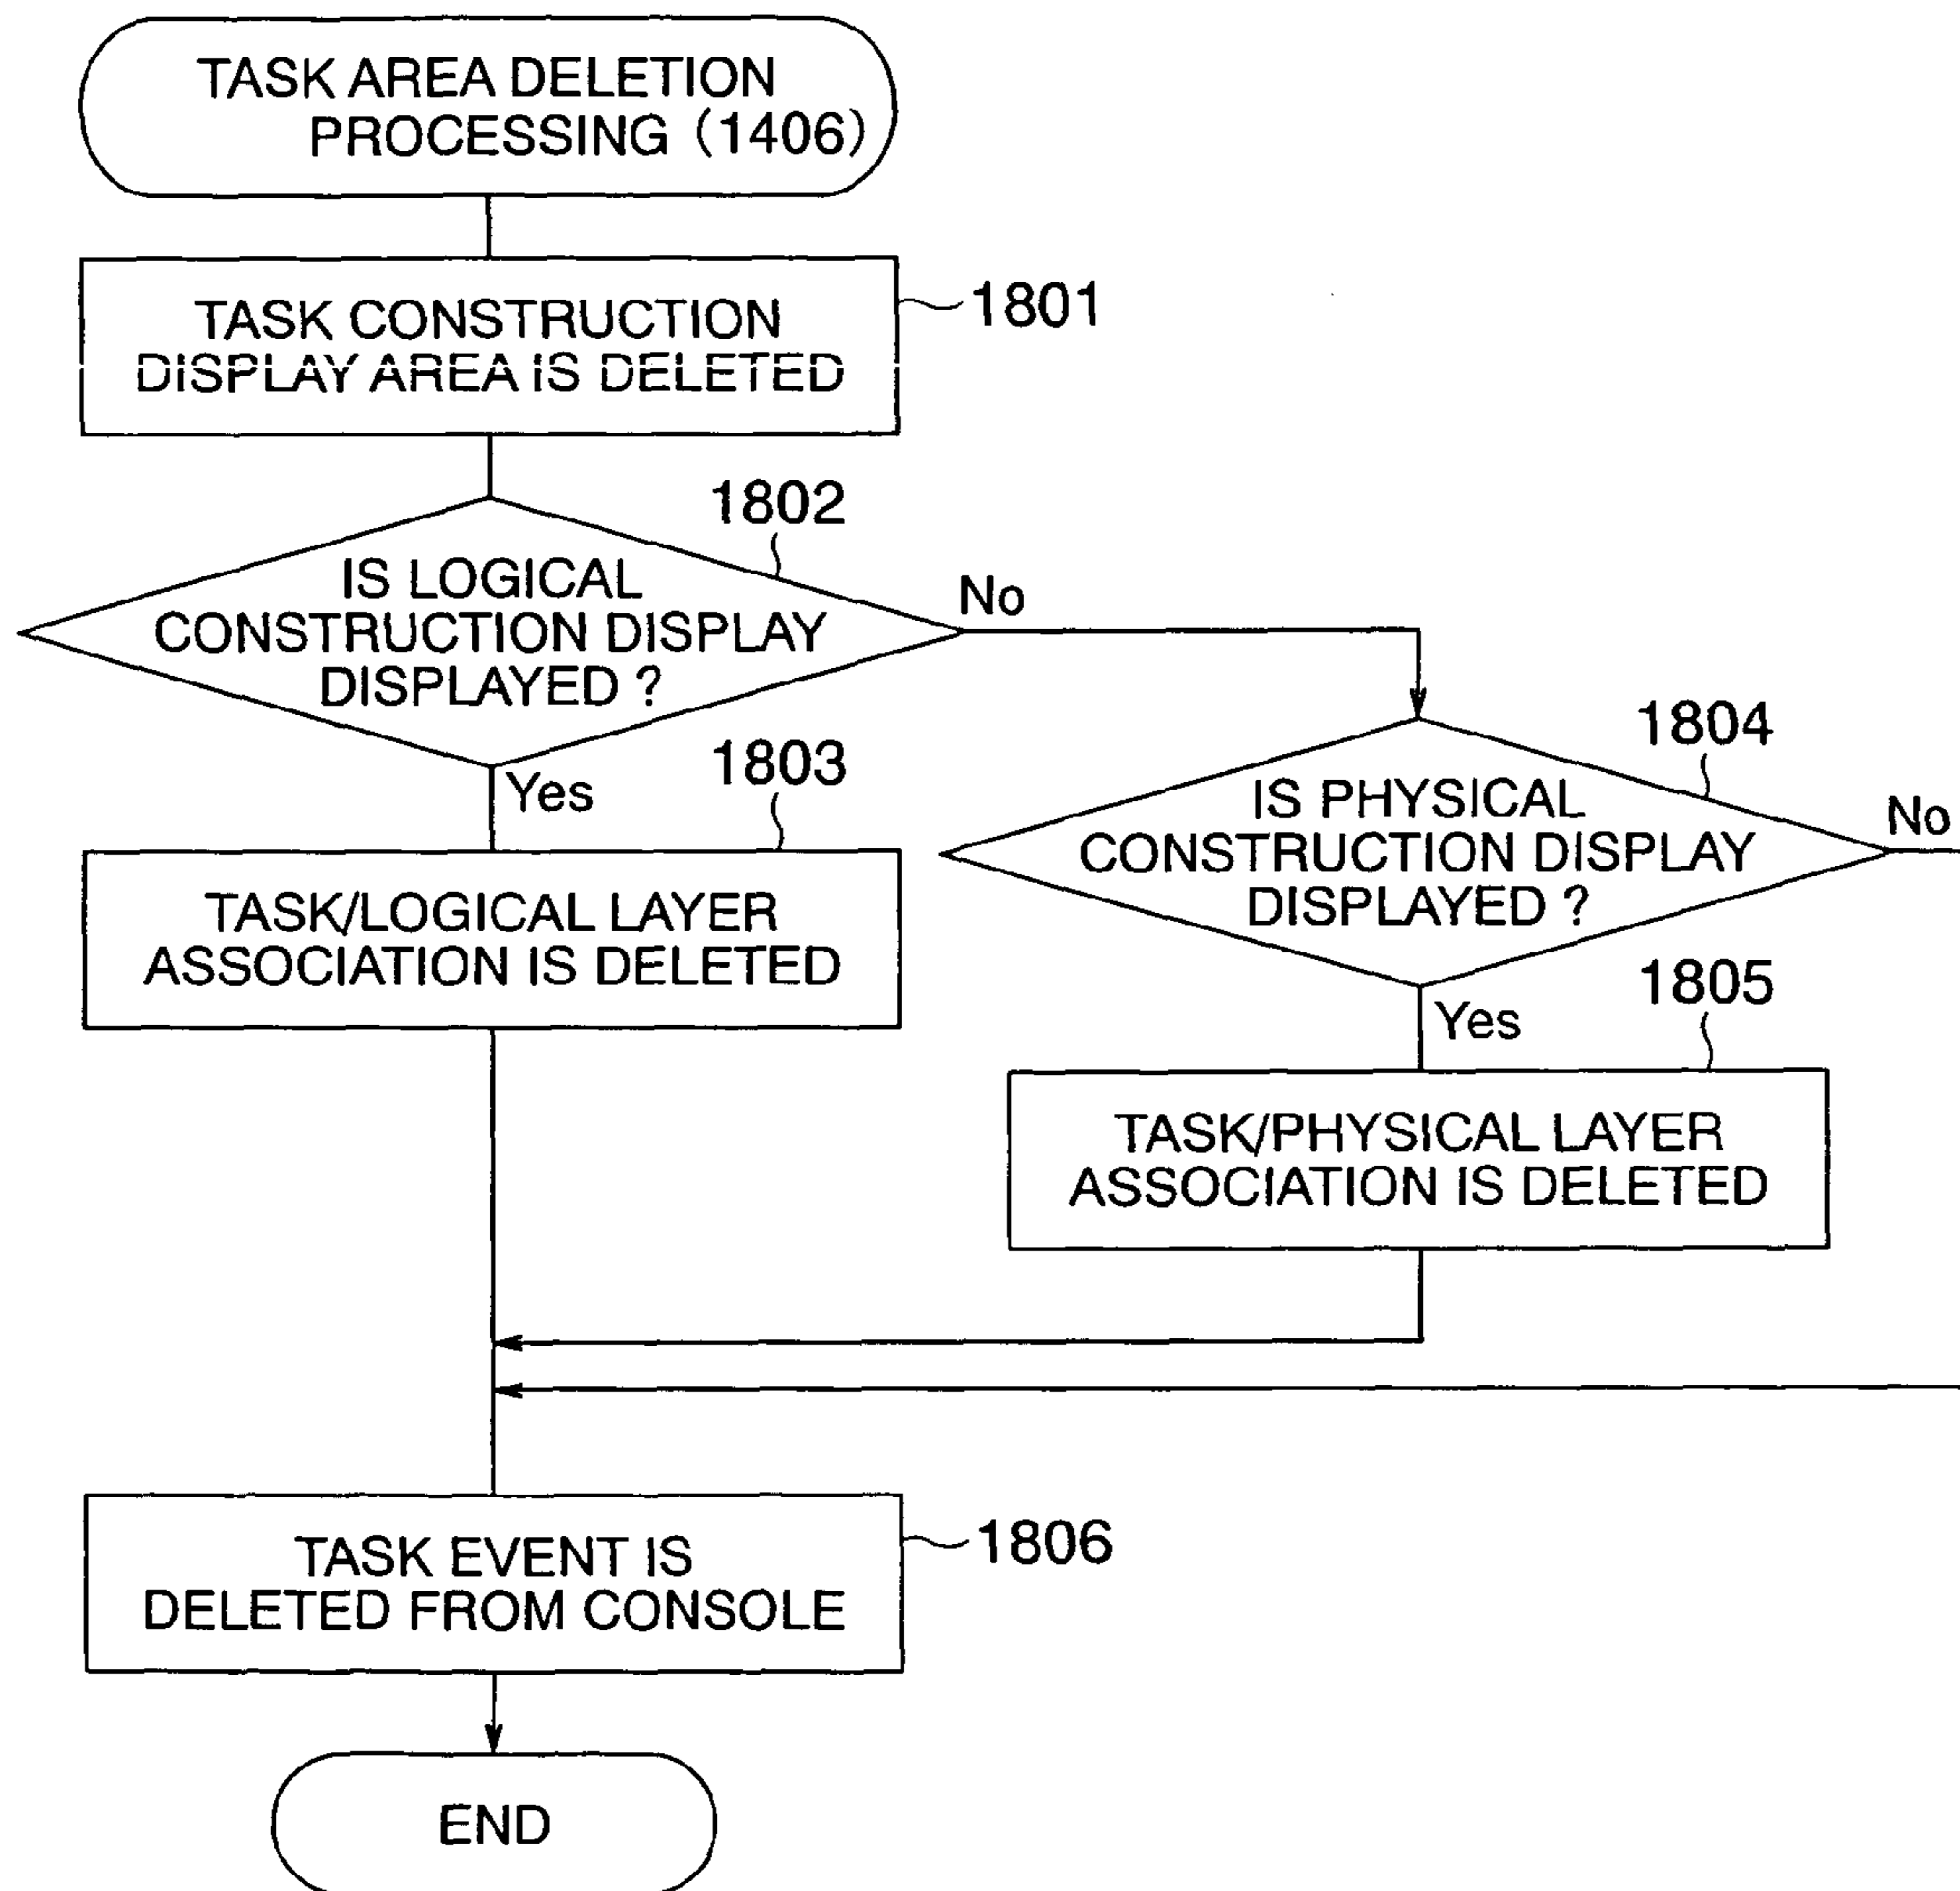 TASK AREA DELETION
PROCESSING (1406)
TASK CONSTRUCTION
DISPLAY AREA IS DELETED
1801
1802
IS LOGICAL
CONSTRUCTION DISPLAY
DISPLAYED ?
No
Yes
1803
TASK/LOGICAL LAYER
ASSOCIATION IS DELETED
1804
IS PHYSICAL
CONSTRUCTION DISPLAY
DISPLAYED ?
No
Yes
1805
TASK/PHYSICAL LAYER
ASSOCIATION IS DELETED
TASK EVENT IS
DELETED FROM CONSOLE
1806
END